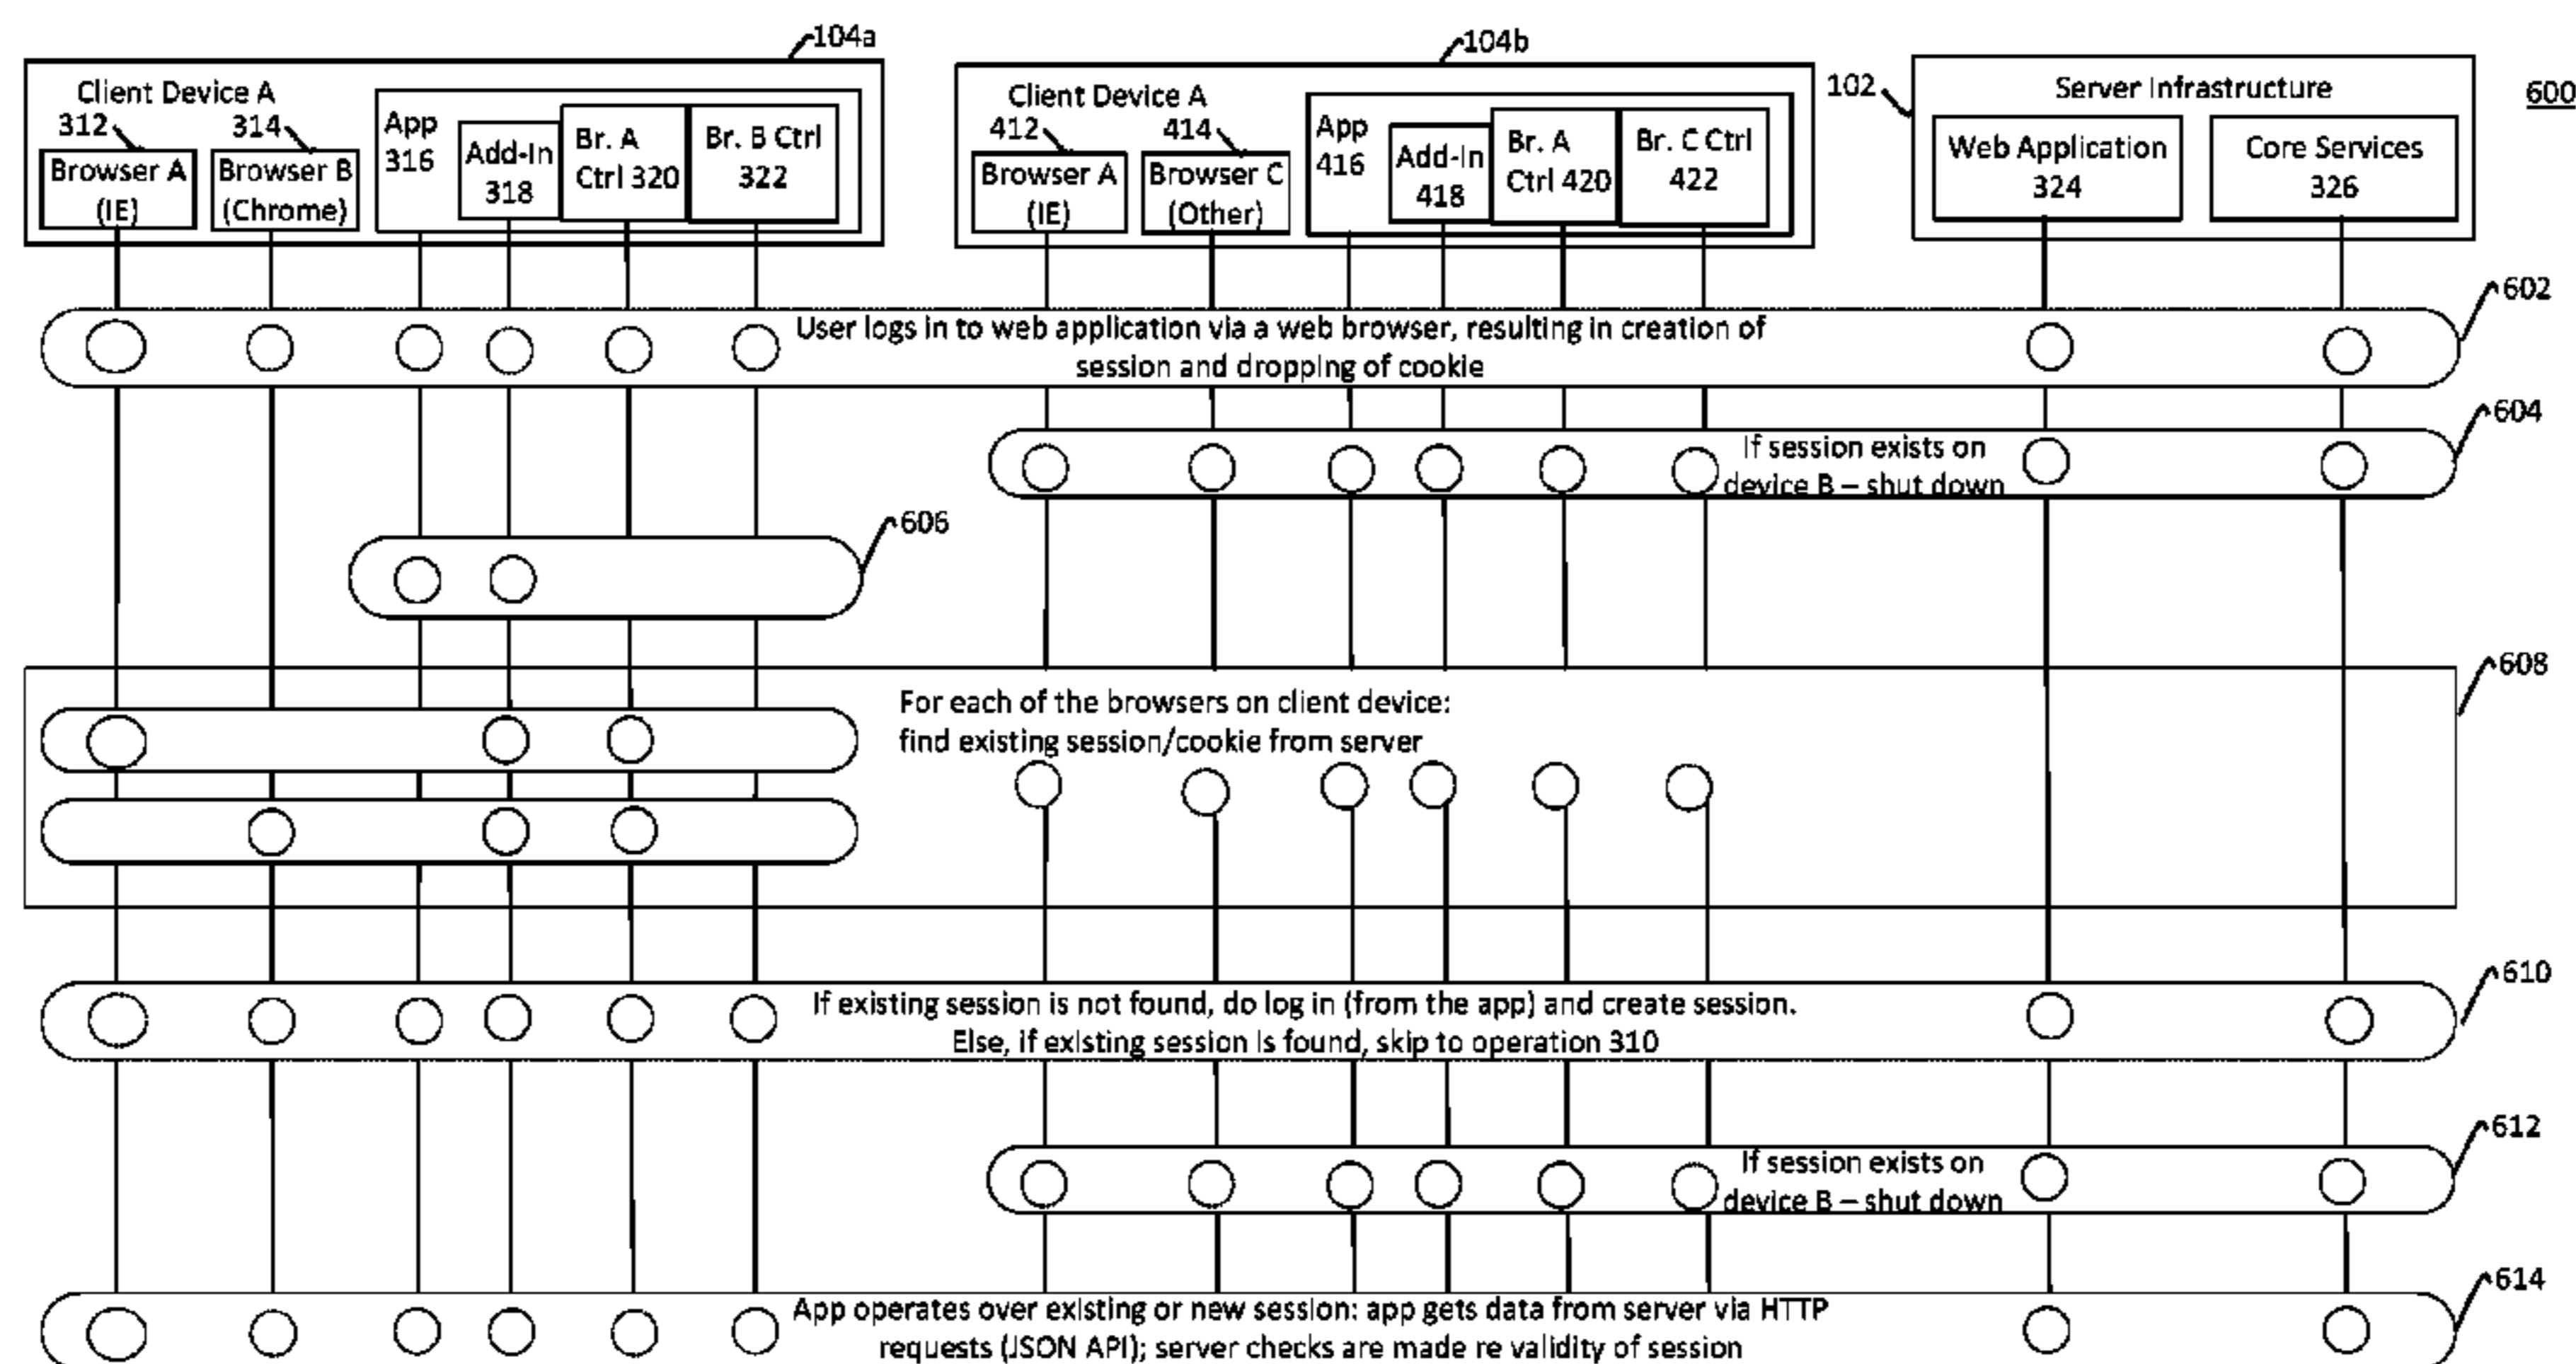 104a
104b
102
600
Client Device A
312
314
Browser A
(IE)
Browser B
(Chrome)
App
316
Add-In
318
Br. A
Ctrl 320
Br. B Ctrl
322
Client Device A
412
414
Browser A
(IE)
Browser C
(Other)
App
416
Add-In
418
Br. A
Ctrl 420
Br. C Ctrl
422
Server Infrastructure
Web Application
324
Core Services
326
602
User logs in to web application via a web browser, resulting in creation of
session and dropping of cookie
604
If session exists on
device B – shut down
606
608
For each of the browsers on client device:
find existing session/cookie from server
610
If existing session is not found, do log in (from the app) and create session.
Else, if existing session is found, skip to operation 310
612
If session exists on
device B – shut down
614
App operates over existing or new session: app gets data from server via HTTP
requests (JSON API); server checks are made re validity of session